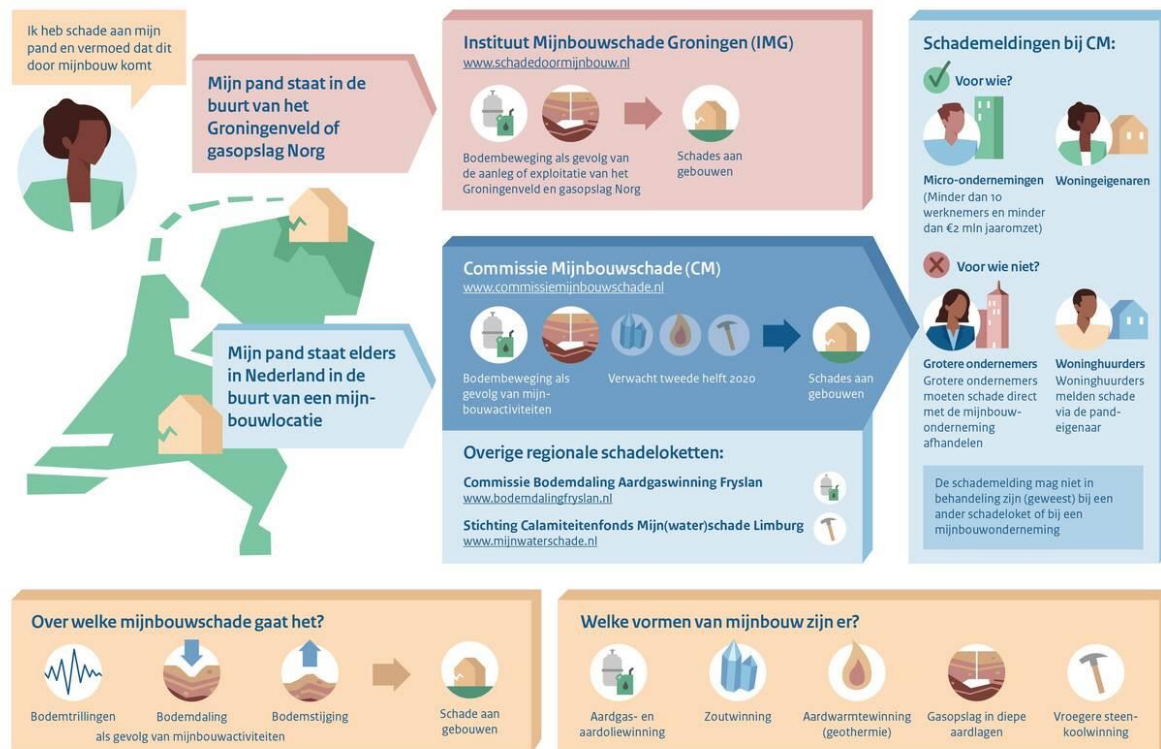 Ik heb schade aan mijn
pand en vermoed dat dit
door mijnbouw komt
Mijn pand staat in de
buurt van het
Groningenveld of
gasopslag Norg
Instituut Mijnbouwschade Groningen (IMG)
www.schadedoormijnbouw.nl
Bodembeweging als gevolg van
de aanleg of exploitatie van het
Groningenveld en gasopslag Norg
Schades aan
gebouwen
Mijn pand staat elders
in Nederland in de
buurt van een mijn-
bouwlocatie
Commissie Mijnbouwschade (CM)
www.commissiemijnbouwschade.nl
Bodembeweging als
gevolg van mijn-
bouwactiviteiten
Verwacht tweede helft 2020
Schades aan
gebouwen
Overige regionale schadeloketten:
Commissie Bodemdaling Aardgaswinning Fryslan
www.bodemdalingfryslan.nl
Stichting Calamiteitenfonds Mijn(water)schade Limburg
www.mijnwaterschade.nl
Schademeldingen bij CM:
Voor wie?
Micro-ondernemingen
(Minder dan 10
werknemers en minder
dan €2 mln jaaromzet)
Woningeigenaren
Voor wie niet?
Grotere ondernemers
Grotere ondernemers
moeten schade direct
met de mijnbouw-
onderneming
afhandelen
Woninghuurders
Woninghuurders
melden schade
via de pand-
eigenaar
De schademelding mag niet in
behandeling zijn (geweest) bij een
ander schadeloket of bij een
mijnbouwonderneming
Over welke mijnbouwschade gaat het?
Bodemtrillingen
Bodemdaling
Bodemstijging
als gevolg van mijnbouwactiviteiten
Schade aan
gebouwen
Welke vormen van mijnbouw zijn er?
Aardgas- en
aardoliewinning
Zoutwinning
Aardwarmtewinning
(geothermie)
Gasopslag in diepe
aardlagen
Vroegere steen-
koolwinning